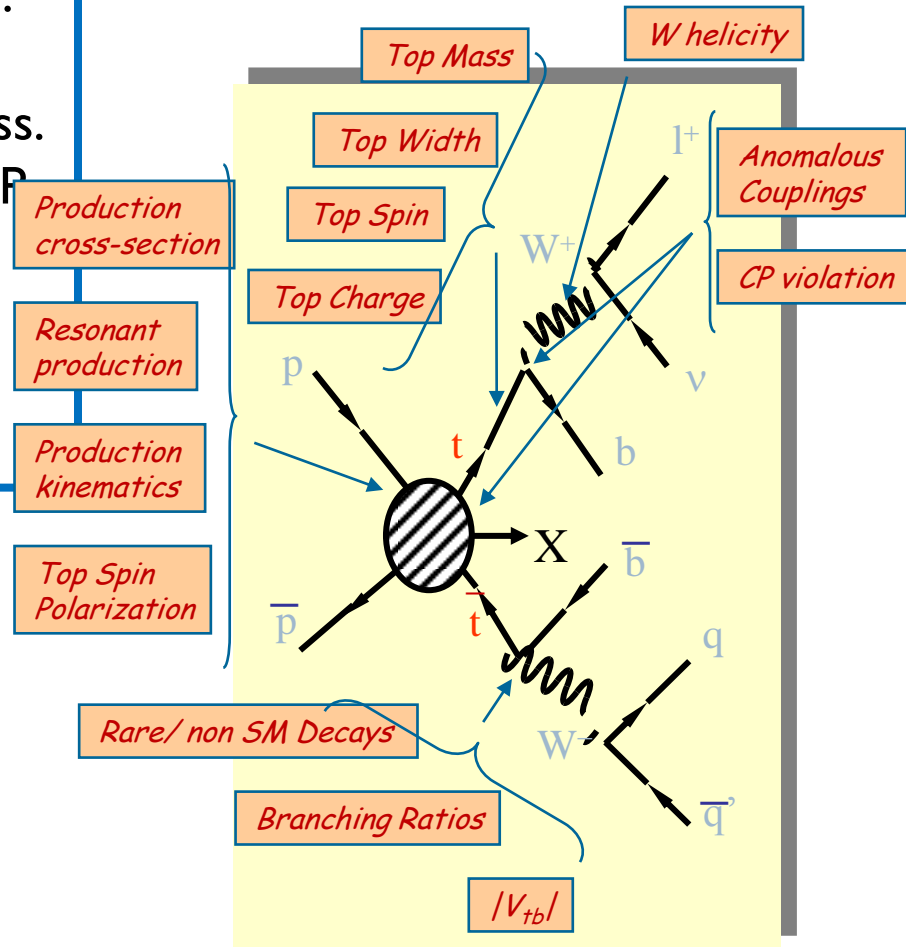 .
ss.
P
Top Mass
W helicity
Top Width
Top Spin
Top Charge
Anomalous
Couplings
CP violation
Production
cross-section
Resonant
production
Production
kinematics
Top Spin
Polarization
l⁺
W⁺
ν
p
t
b
X
b̅
p̅
t̅
q
W⁻
q̅’
Rare/ non SM Decays
Branching Ratios
|V_tb|